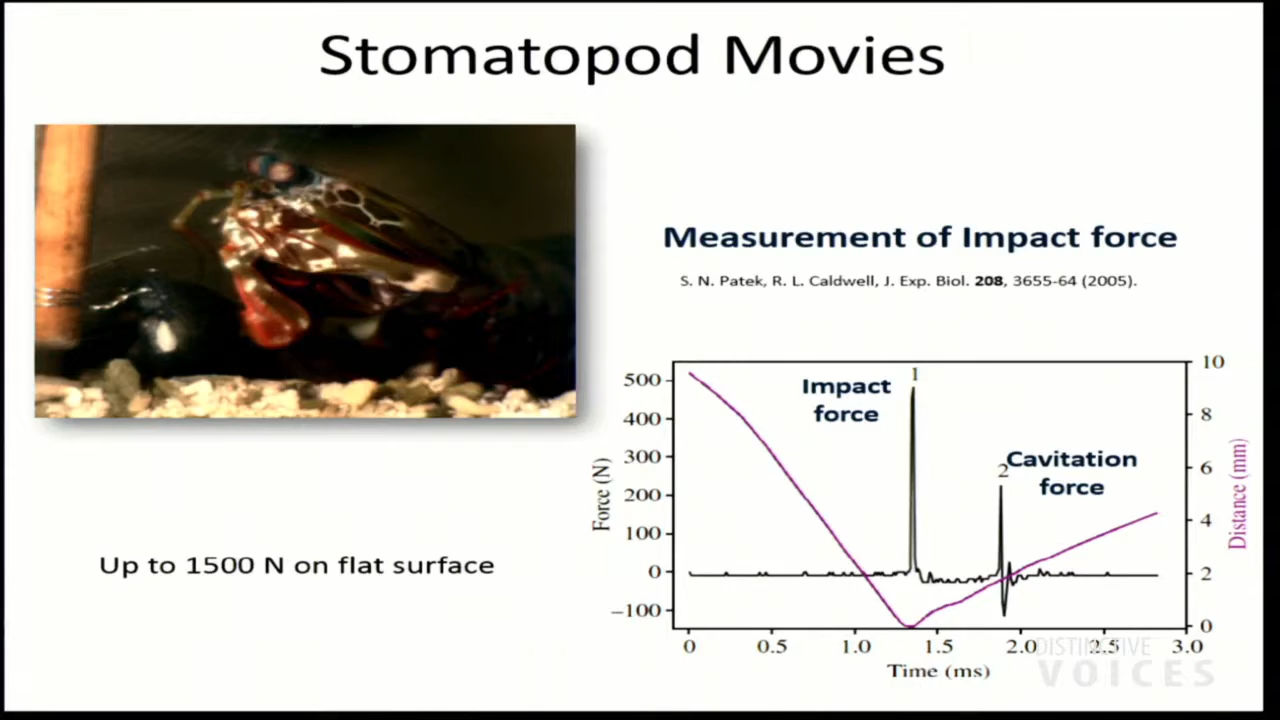 Stomatopod Movies
Measurement of Impact force
S. N. Patek, R. L. Caldwell, J. Exp. Biol. 208, 3655-64 (2005).
Up to 1500 N on flat surface
Impact
force
Cavitation
force
1
2
Force (N)
500
400
300
200
100
0
−100
Distance (mm)
10
8
6
4
2
0
0 0.5 1.0 1.5 2.0 2.5 3.0
Time (ms)
DISTINCTIVE
VOICES